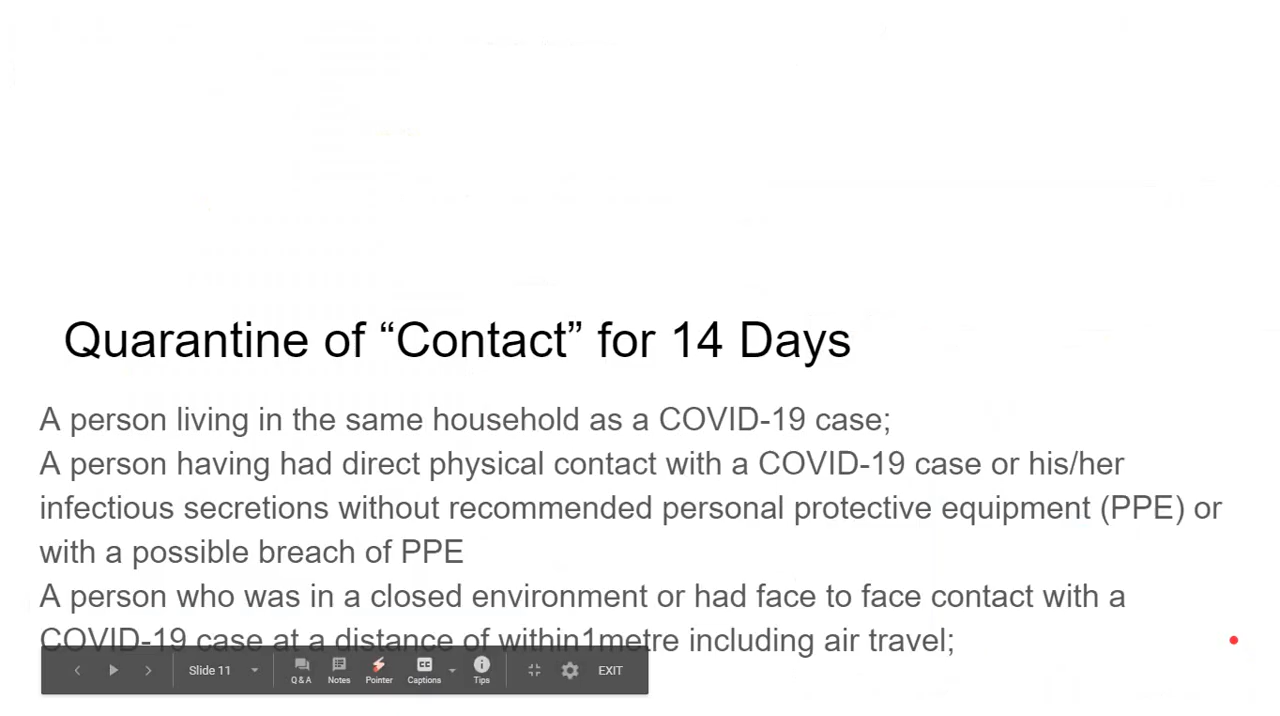 Quarantine of “Contact” for 14 Days
A person living in the same household as a COVID-19 case;
A person having had direct physical contact with a COVID-19 case or his/her
infectious secretions without recommended personal protective equipment (PPE) or
with a possible breach of PPE
A person who was in a closed environment or had face to face contact with a
COVID-19 case at a distance of within1metre including air travel;
Slide 11
Q & A
Notes
Pointer
CC
Captions
Tips
EXIT